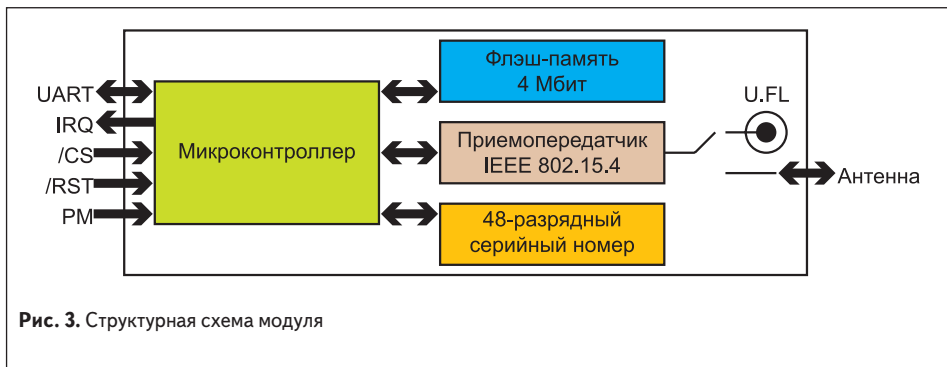 UART
IRQ
/CS
/RST
PM
Микроконтроллер
Флэш-память
4 Мбит
Приемопередатчик
IEEE 802.15.4
48-разрядный
серийный номер
U.FL
Антенна
Рис. 3. Структурная схема модуля